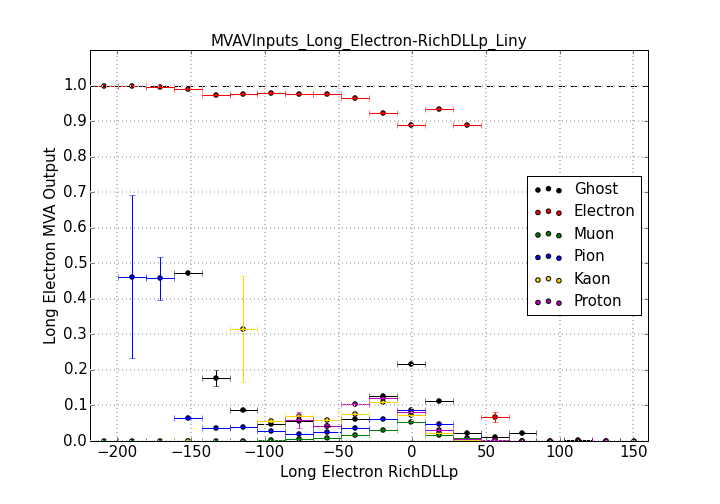 MVAVInputs_Long_Electron-RichDLLp_Liny
Long Electron MVA Output
1.0
0.9
0.8
0.7
0.6
0.5
0.4
0.3
0.2
0.1
0.0
Ghost
Electron
Muon
Pion
Kaon
Proton
−200 −150 −100 −50 0 50 100 150
Long Electron RichDLLp